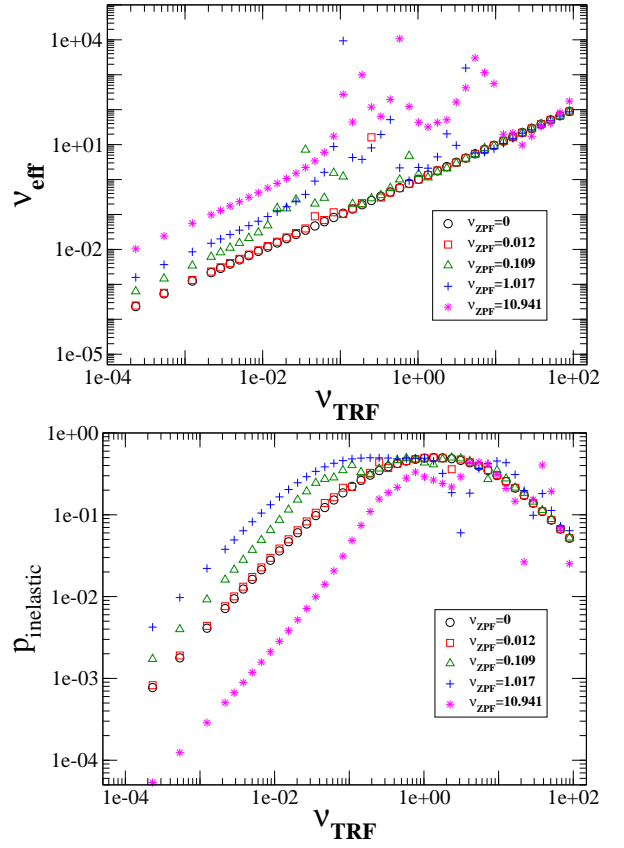 1e+04
1e+01
1e-02
1e-05
ν_eff
1e-04 1e-02 1e+00 1e+02
ν_TRF
ν_ZPF=0
ν_ZPF=0.012
ν_ZPF=0.109
ν_ZPF=1.017
ν_ZPF=10.941
1e+00
1e-01
1e-02
1e-03
1e-04
p_inelastic
1e-04 1e-02 1e+00 1e+02
ν_TRF
ν_ZPF=0
ν_ZPF=0.012
ν_ZPF=0.109
ν_ZPF=1.017
ν_ZPF=10.941